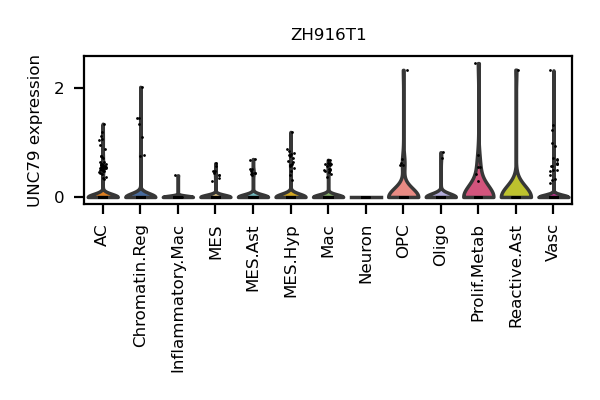 ZH916T1
UNC79 expression
2
0
AC
Chromatin.Reg
Inflammatory.Mac
MES
MES.Ast
MES.Hyp
Mac
Neuron
OPC
Oligo
Prolif.Metab
Reactive.Ast
Vasc